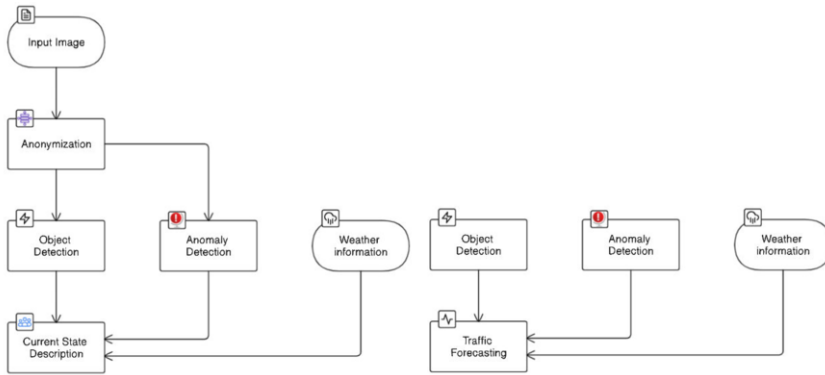 Input Image
Anonymization
Object
Detection
Anomaly
Detection
Weather
information
Current State
Description
Object
Detection
Anomaly
Detection
Weather
information
Traffic
Forecasting